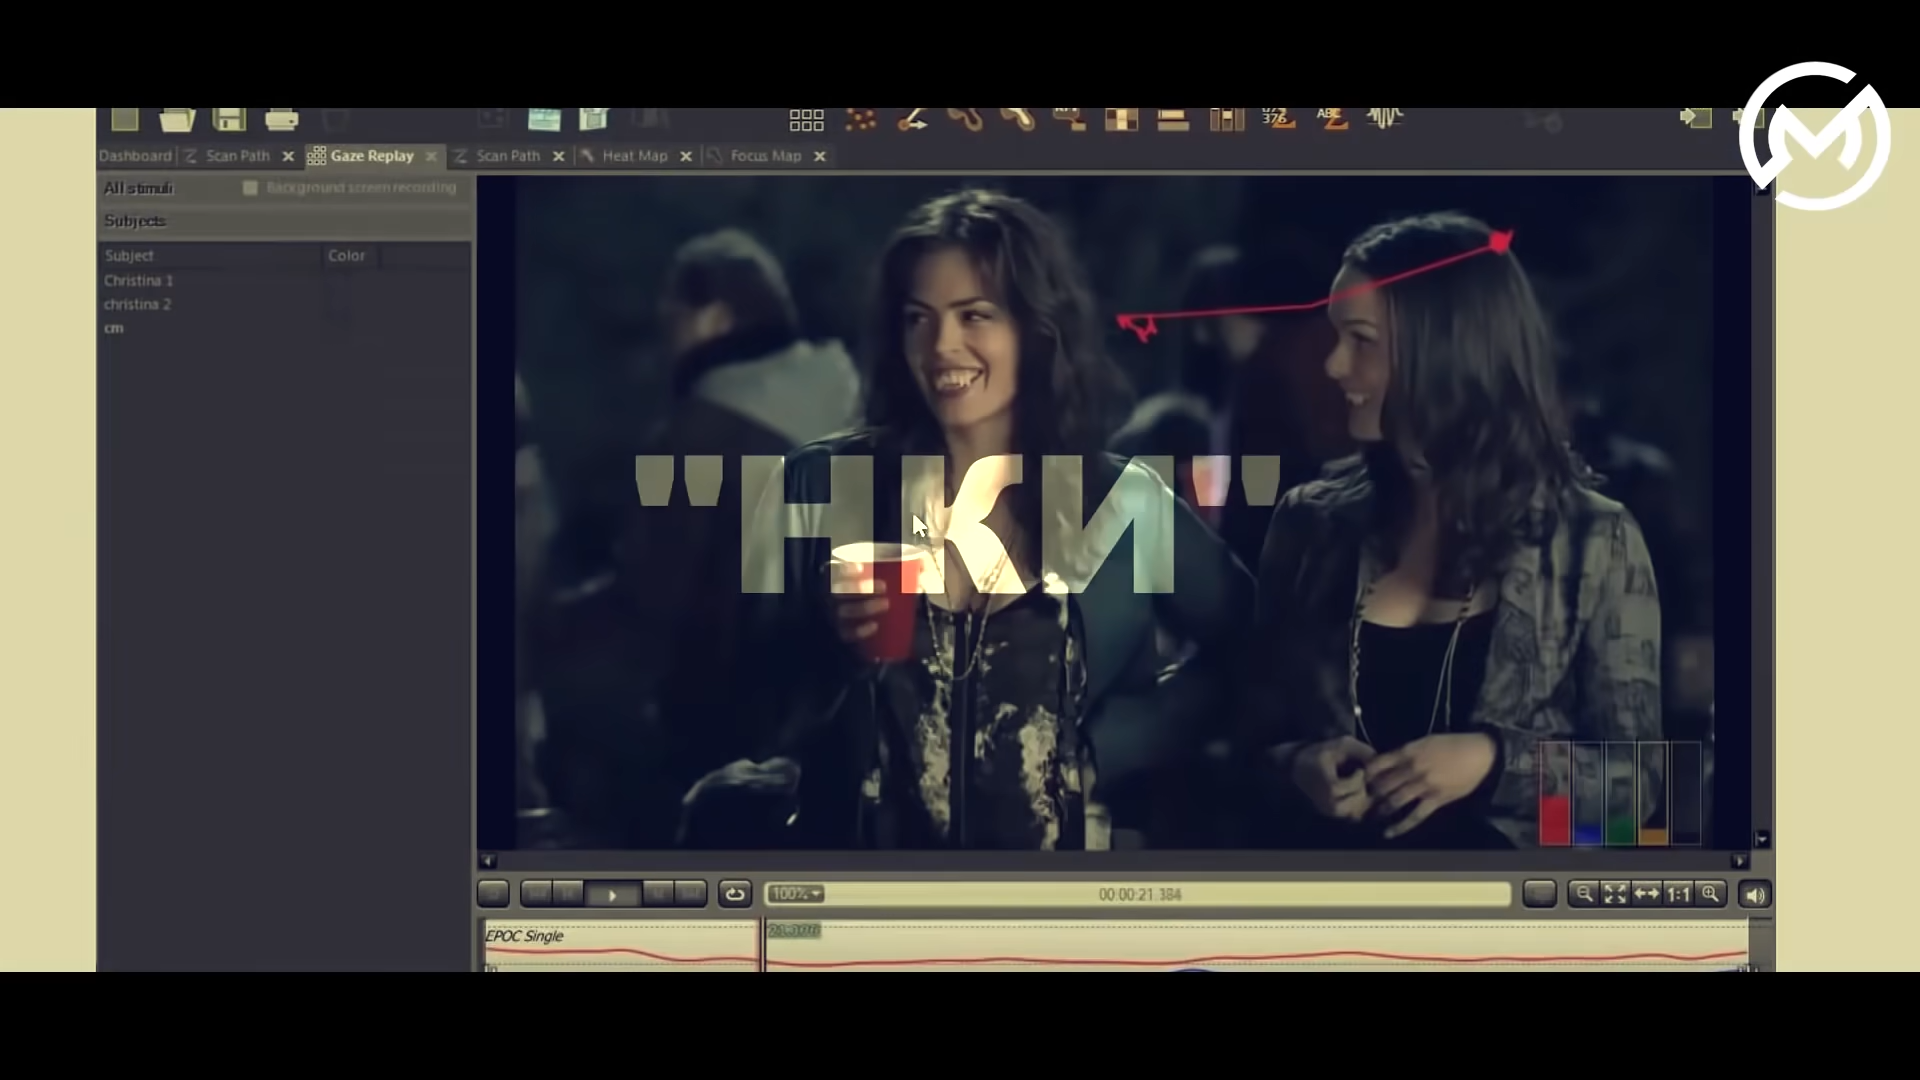 Dashboard
Scan Path
Gaze Replay
Scan Path
Heat Map
Focus Map
All stimuli
Background screen recording
Subjects
Subject
Color
Christina 1
christina 2
cm
"НКИ"
100%
00:00:21.384
1:1
EPOC Single